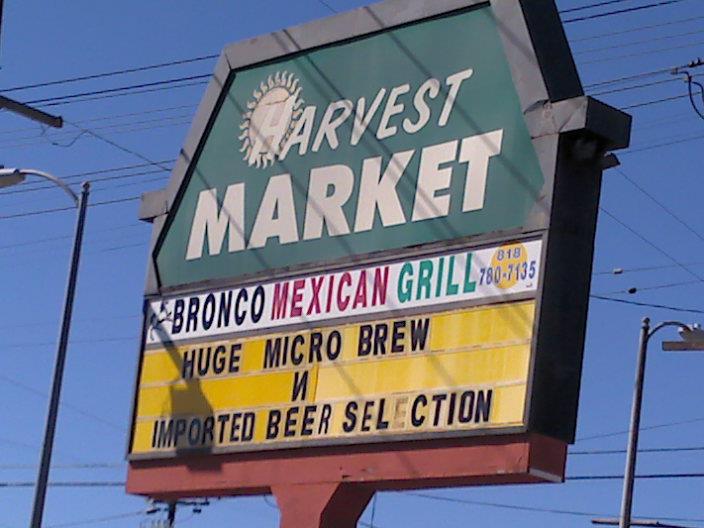 HARVEST
MARKET
BRONCO MEXICAN GRILL 818 780-7135
HUGE MICRO BREW
N
IMPORTED BEER SELECTION